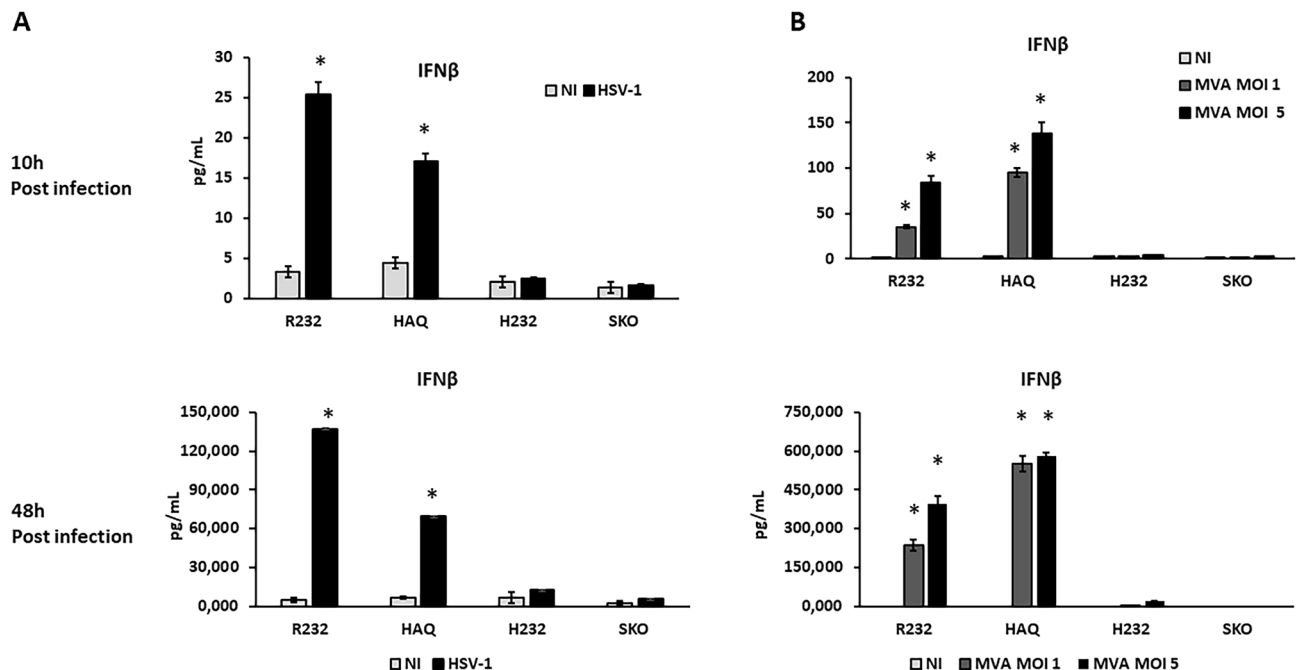 A
IFNβ
NI HSV-1
30
25
20
15
10
5
0
pg/mL
10h
Post infection
* *
R232 HAQ H232 SKO
B
IFNβ
NI
MVA MOI 1
MVA MOI 5
200
150
100
50
0
* * * *
R232 HAQ H232 SKO
48h
Post infection
IFNβ
150,000
120,000
90,000
60,000
30,000
0,000
pg/mL
* *
R232 HAQ H232 SKO
NI HSV-1
IFNβ
750,000
600,000
450,000
300,000
150,000
0,000
pg/mL
* * * *
R232 HAQ H232 SKO
NI MVA MOI 1 MVA MOI 5